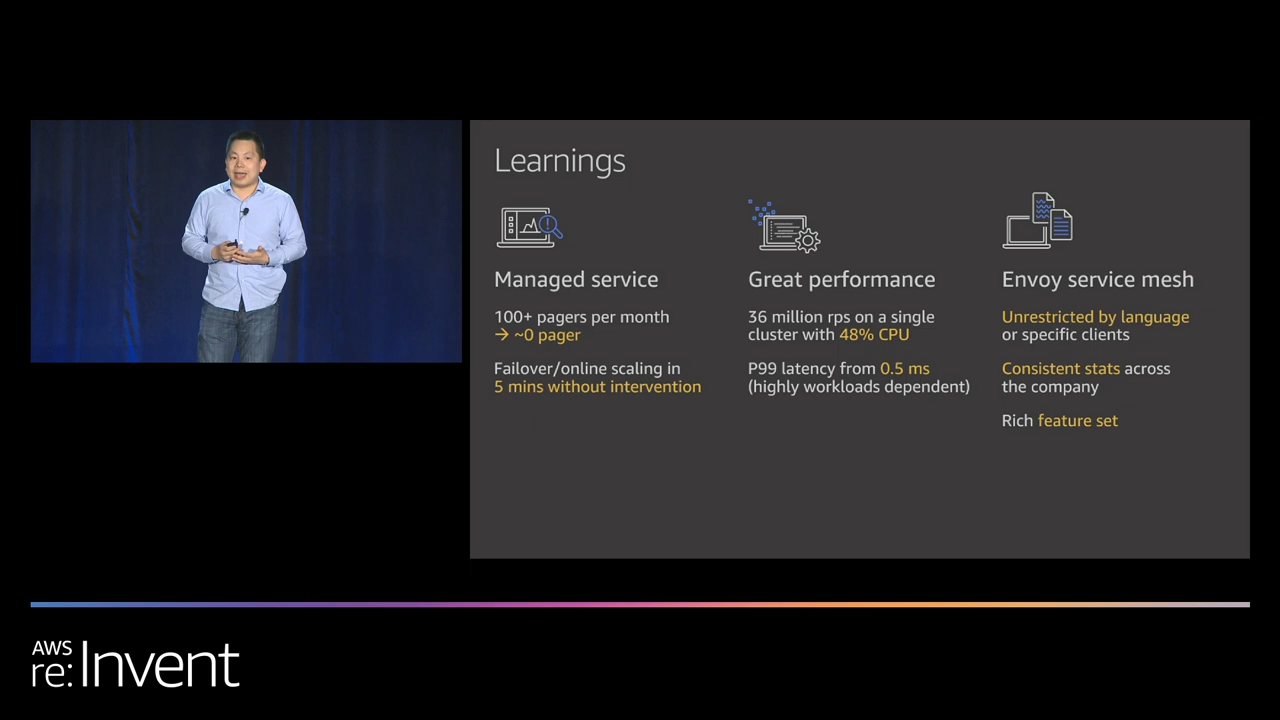 Learnings
Managed service
100+ pagers per month
→ ~0 pager
Failover/online scaling in
5 mins without intervention
Great performance
36 million rps on a single
cluster with 48% CPU
P99 latency from 0.5 ms
(highly workloads dependent)
Envoy service mesh
Unrestricted by language
or specific clients
Consistent stats across
the company
Rich feature set
AWS
re:Invent